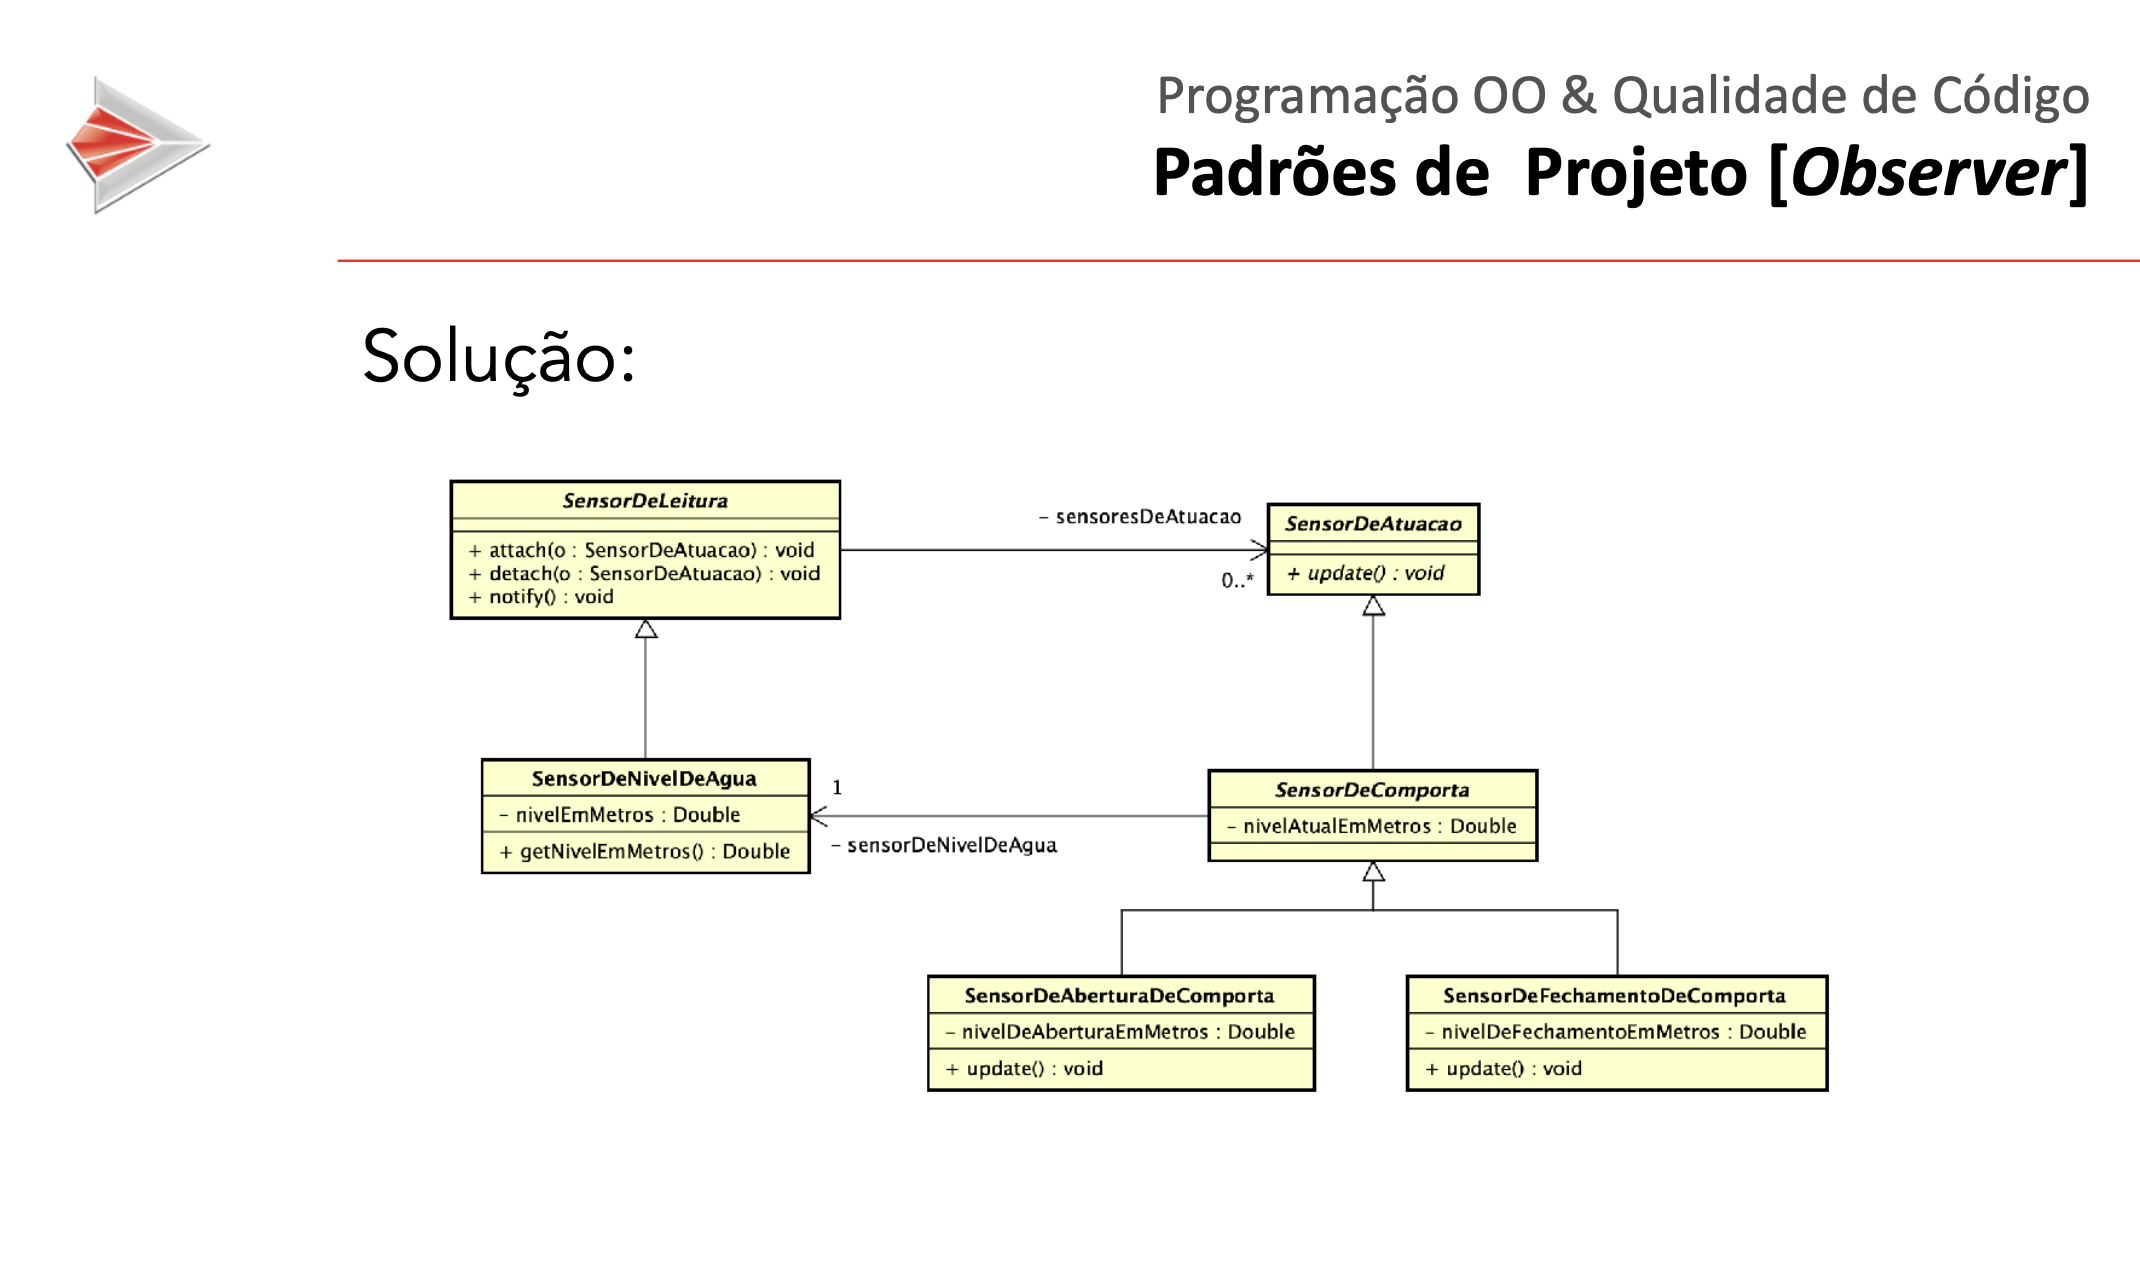 Programação OO & Qualidade de Código
Padrões de Projeto [Observer]
Solução:
SensorDeLeitura
+ attach(o : SensorDeAtuacao) : void
+ detach(o : SensorDeAtuacao) : void
+ notify() : void
- sensoresDeAtuacao
0..*
SensorDeAtuacao
+ update() : void
SensorDeNivelDeAgua
- nivelEmMetros : Double
+ getNivelEmMetros() : Double
1
- sensorDeNivelDeAgua
SensorDeComporta
- nivelAtualEmMetros : Double
SensorDeAberturaDeComporta
- nivelDeAberturaEmMetros : Double
+ update() : void
SensorDeFechamentoDeComporta
- nivelDeFechamentoEmMetros : Double
+ update() : void